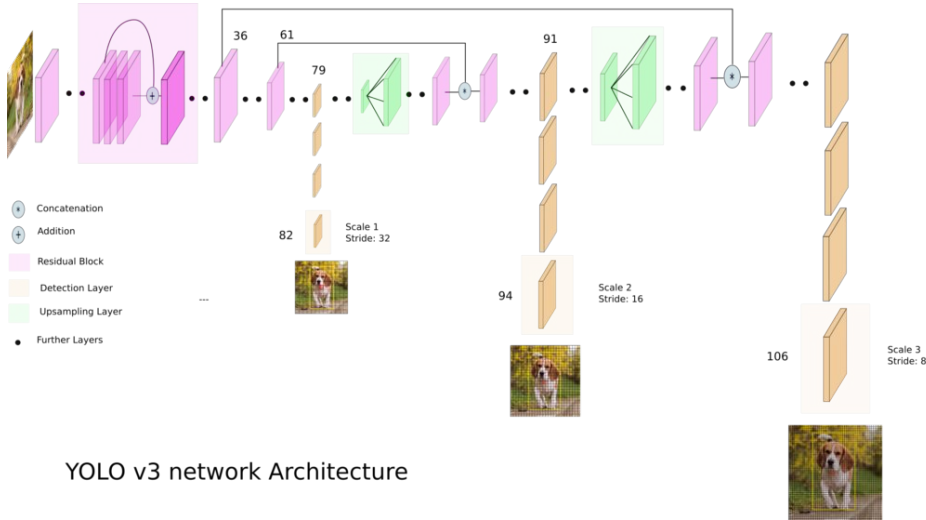 36
61
79
91
*
*
+
* Concatenation
+ Addition
Residual Block
Detection Layer
Upsampling Layer
Further Layers
---
82
Scale 1
Stride: 32
94
Scale 2
Stride: 16
106
Scale 3
Stride: 8
YOLO v3 network Architecture